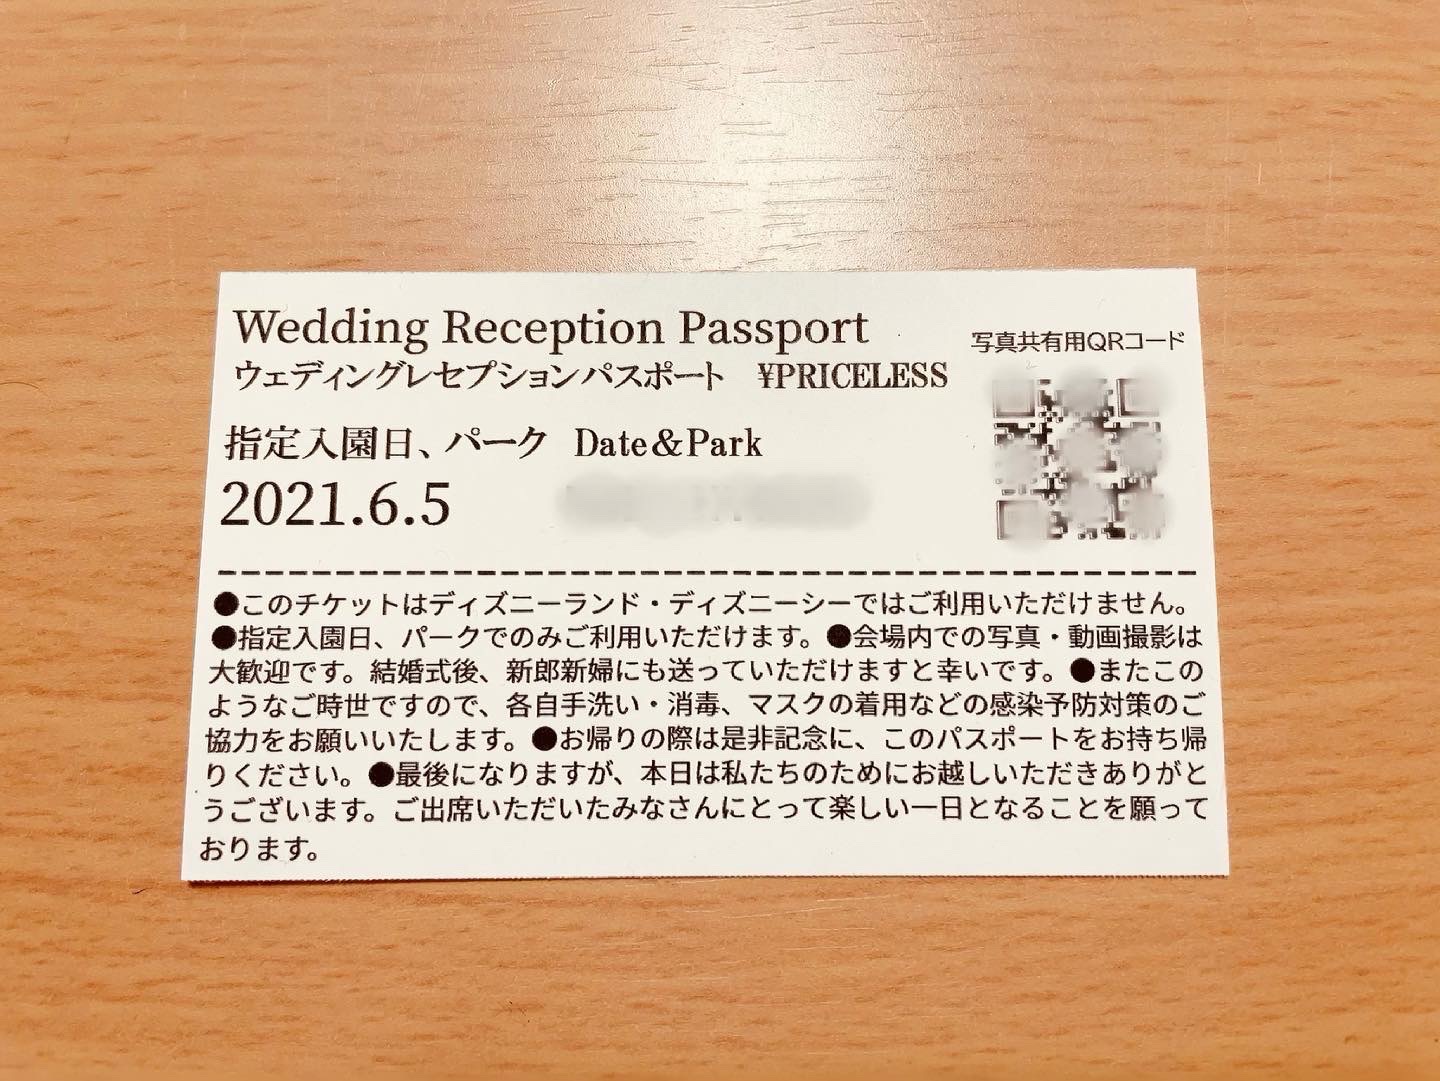 Wedding Reception Passport
写真共有用QRコード
ウェディングレセプションパスポート ¥PRICELESS
指定入園日、パーク Date&Park
2021.6.5
●このチケットはディズニーランド・ディズニーシーではご利用いただけません。
●指定入園日、パークでのみご利用いただけます。●会場内での写真・動画撮影は
大歓迎です。結婚式後、新郎新婦にも送っていただけますと幸いです。●またこの
ようなご時世ですので、各自手洗い・消毒、マスクの着用などの感染予防対策のご
協力をお願いいたします。●お帰りの際は是非記念に、このパスポートをお持ち帰
りください。●最後になりますが、本日は私たちのためにお越しいただきありがと
うございます。ご出席いただいたみなさんにとって楽しい一日となることを願って
おります。